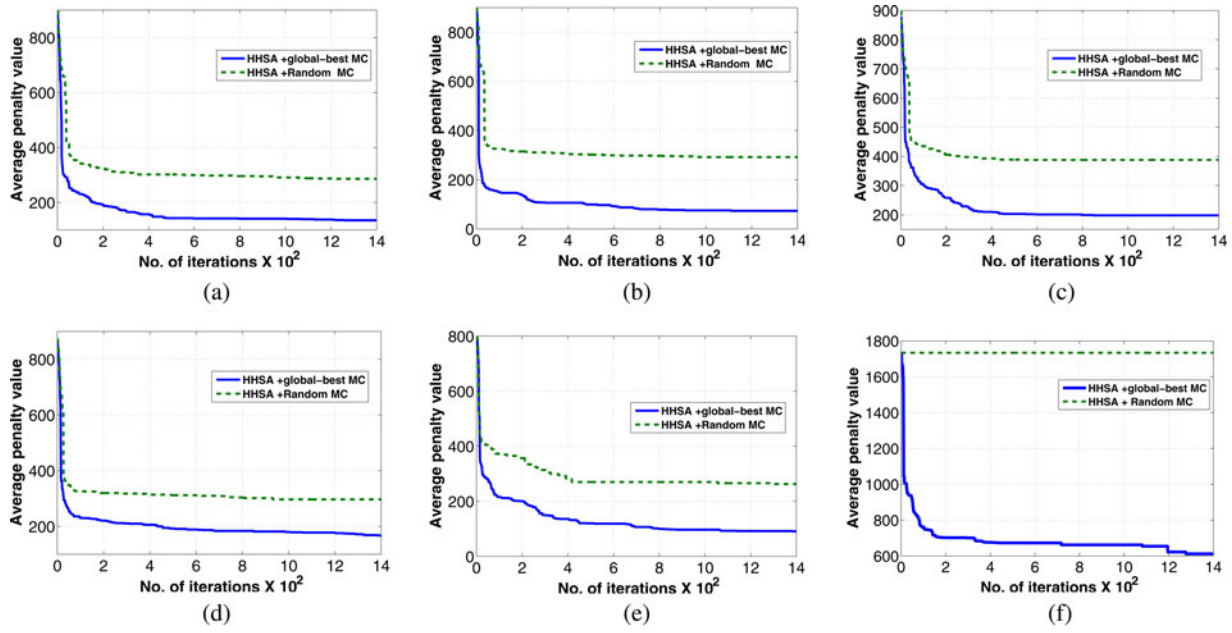 800
600
400
200
Average penalty value
HHSA +global-best MC
HHSA +Random MC
0 2 4 6 8 10 12 14
No. of iterations X 10²
(a)
800
600
400
200
0
Average penalty value
HHSA +global-best MC
HHSA +Random MC
0 2 4 6 8 10 12 14
No. of iterations X 10²
(b)
900
800
700
600
500
400
300
200
Average penalty value
HHSA +global-best MC
HHSA +Random MC
0 2 4 6 8 10 12 14
No. of iterations X 10²
(c)
800
600
400
200
Average penalty value
HHSA +global-best MC
HHSA +Random MC
0 2 4 6 8 10 12 14
No. of iterations X 10²
(d)
800
600
400
200
0
Average penalty value
HHSA +global-best MC
HHSA +Random MC
0 2 4 6 8 10 12 14
No. of iterations X 10²
(e)
1800
1600
1400
1200
1000
800
700
600
Average penalty value
HHSA +global-best MC
HHSA + Random MC
0 2 4 6 8 10 12 14
No. of iterations X 10²
(f)